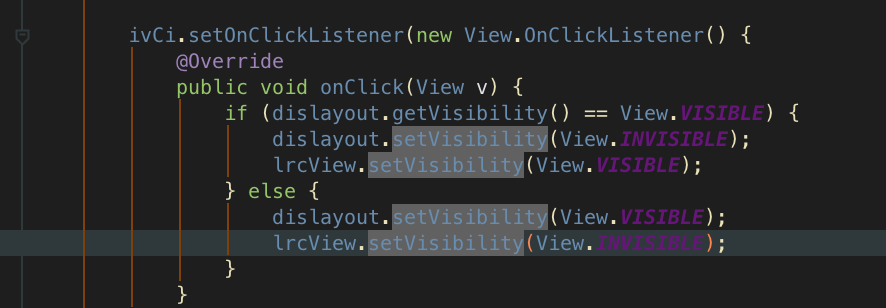 ivCi.setOnClickListener(new View.OnClickListener() {
@Override
public void onClick(View v) {
if (dislayout.getVisibility() == View.VISIBLE) {
dislayout.setVisibility(View.INVISIBLE);
lrcView.setVisibility(View.VISIBLE);
} else {
dislayout.setVisibility(View.VISIBLE);
lrcView.setVisibility(View.INVISIBLE);
}
}